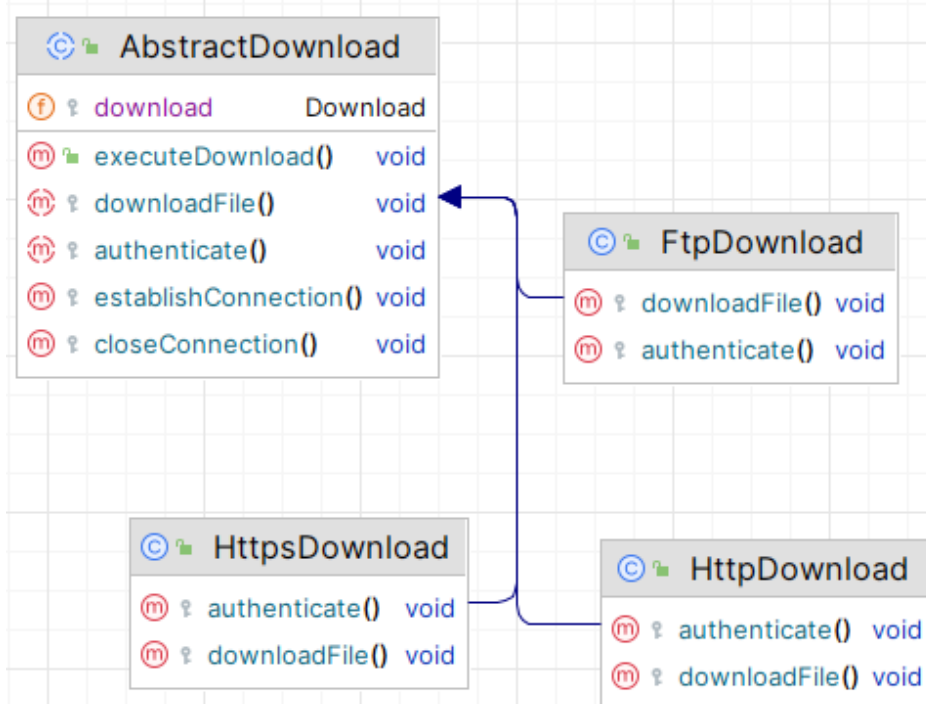 AbstractDownload
download Download
executeDownload() void
downloadFile() void
authenticate() void
establishConnection() void
closeConnection() void
FtpDownload
downloadFile() void
authenticate() void
HttpsDownload
authenticate() void
downloadFile() void
HttpDownload
authenticate() void
downloadFile() void